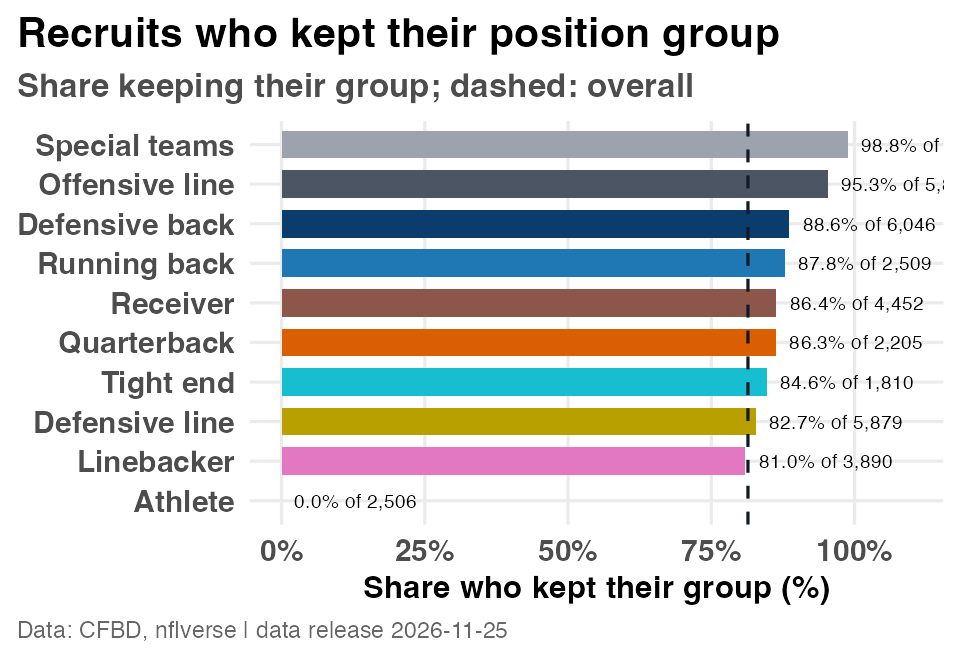 Recruits who kept their position group
Share keeping their group; dashed: overall
Special teams 98.8% of
Offensive line 95.3% of 5,
Defensive back 88.6% of 6,046
Running back 87.8% of 2,509
Receiver 86.4% of 4,452
Quarterback 86.3% of 2,205
Tight end 84.6% of 1,810
Defensive line 82.7% of 5,879
Linebacker 81.0% of 3,890
Athlete 0.0% of 2,506
0% 25% 50% 75% 100%
Share who kept their group (%)
Data: CFBD, nflverse | data release 2026-11-25